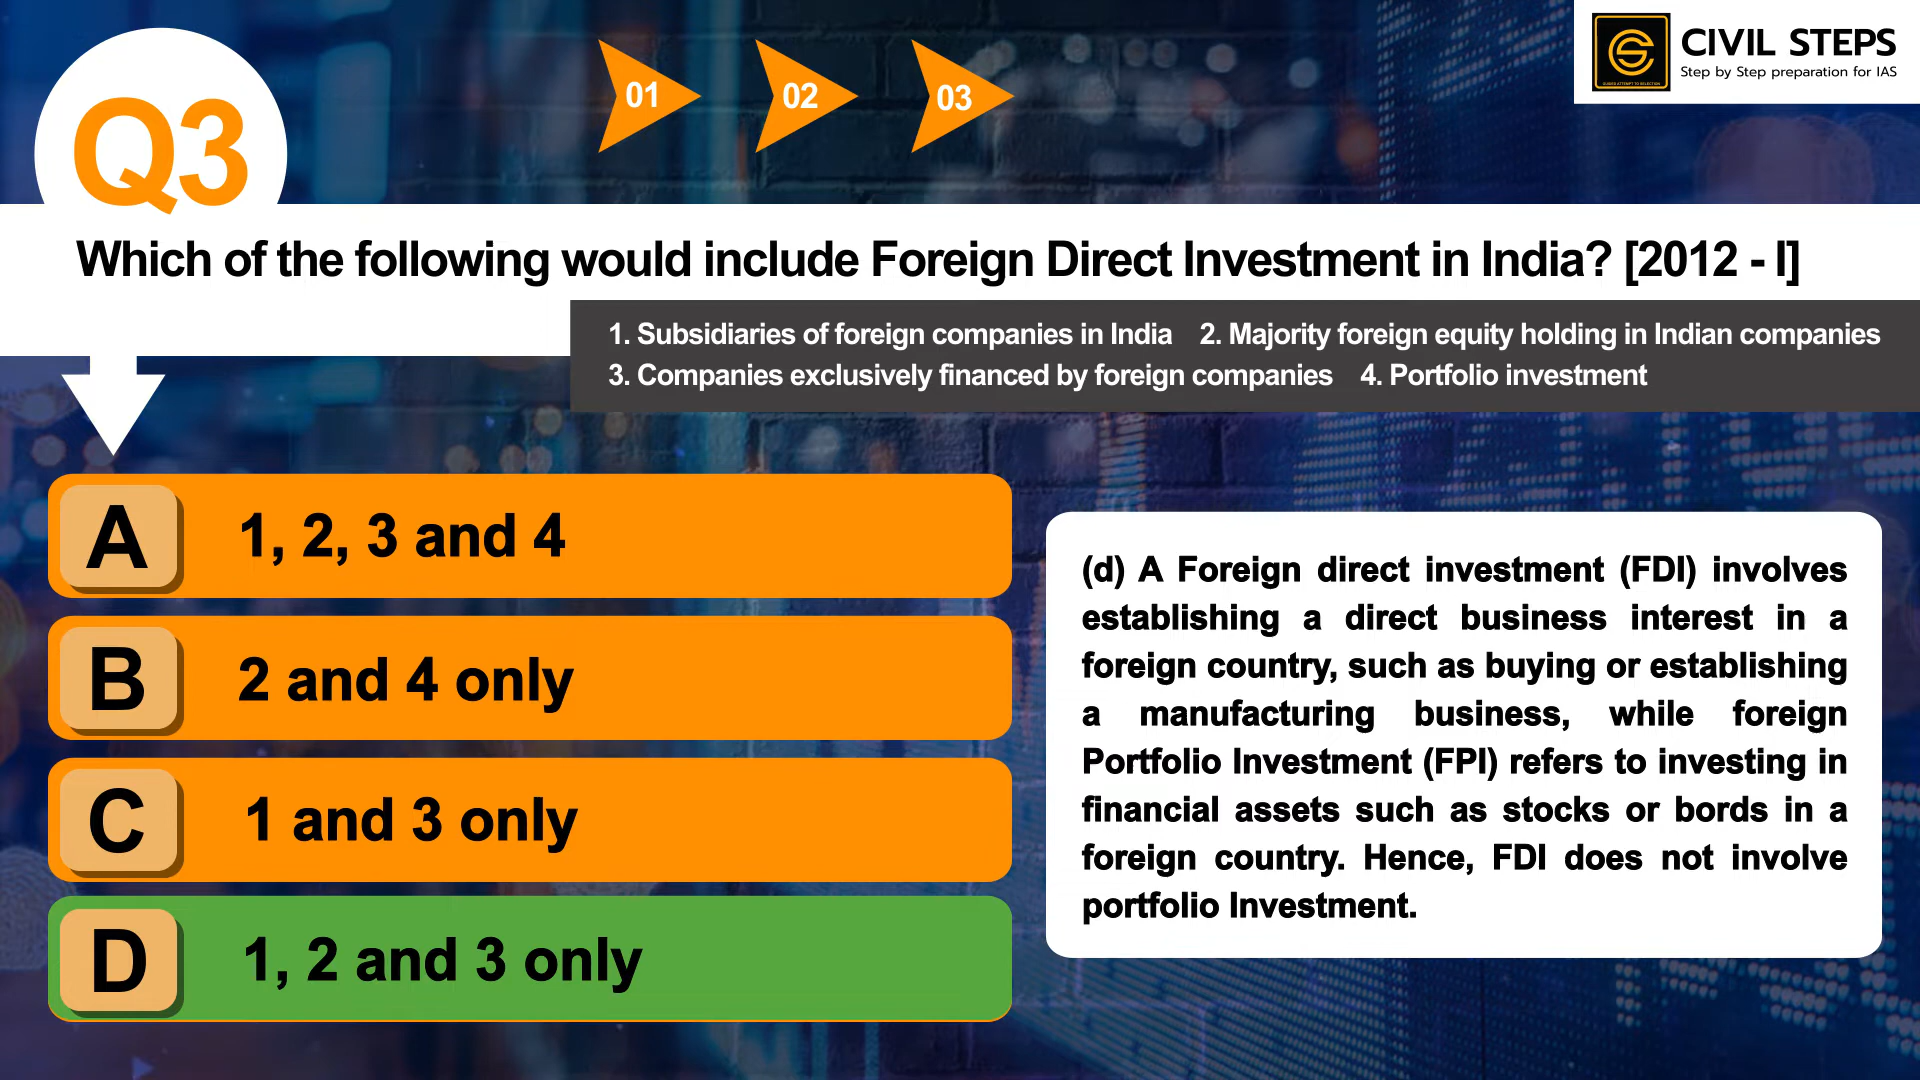 Q3
01 02 03
CIVIL STEPS
Step by Step preparation for IAS
Which of the following would include Foreign Direct Investment in India? [2012 - I]
1. Subsidiaries of foreign companies in India 2. Majority foreign equity holding in Indian companies
3. Companies exclusively financed by foreign companies 4. Portfolio investment
A 1, 2, 3 and 4
B 2 and 4 only
C 1 and 3 only
D 1, 2 and 3 only
(d) A Foreign direct investment (FDI) involves
establishing a direct business interest in a
foreign country, such as buying or establishing
a manufacturing business, while foreign
Portfolio Investment (FPI) refers to investing in
financial assets such as stocks or bords in a
foreign country. Hence, FDI does not involve
portfolio Investment.